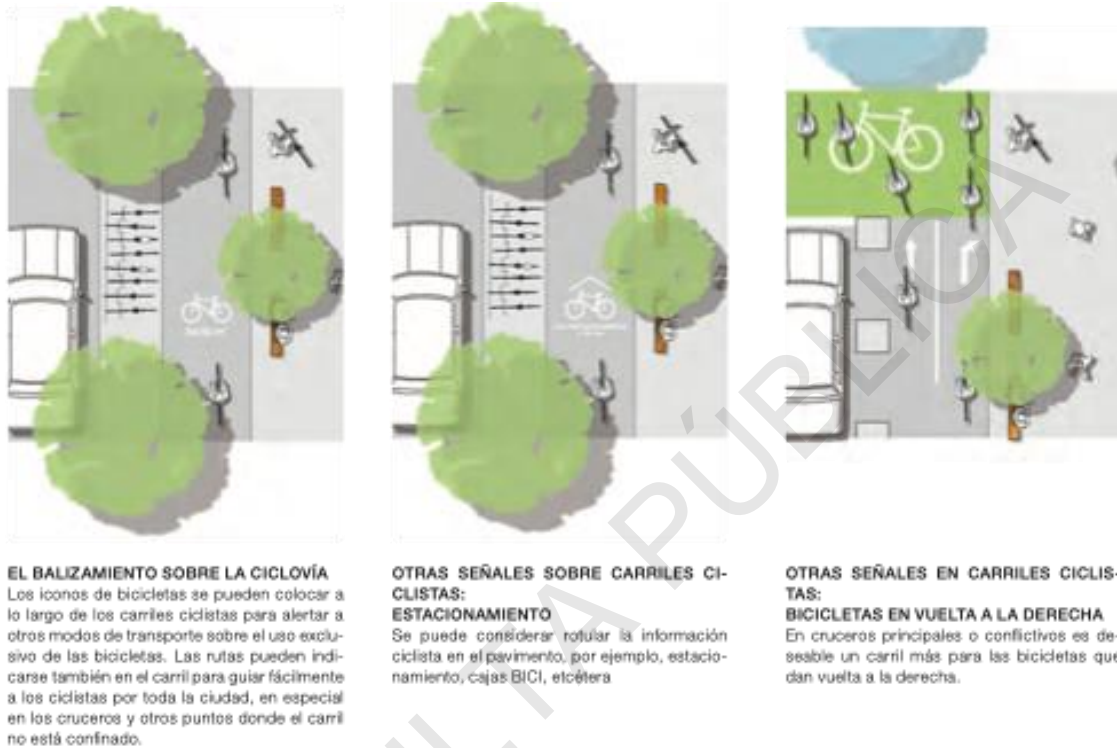 EL BALIZAMIENTO SOBRE LA CICLOVÍA
Los iconos de bicicletas se pueden colocar a
lo largo de los carriles ciclistas para alertar a
otros modos de transporte sobre el uso exclu-
sivo de las bicicletas. Las rutas pueden indi-
carse también en el carril para guiar fácilmente
a los ciclistas por toda la ciudad, en especial
en los cruceros y otros puntos donde el carril
no está confinado.
OTRAS SEÑALES SOBRE CARRILES CI-
CLISTAS:
ESTACIONAMIENTO
Se puede considerar rotular la información
ciclista en el pavimento, por ejemplo, estacio-
namiento, cajas BICI, etcétera
OTRAS SEÑALES EN CARRILES CICLIS-
TAS:
BICICLETAS EN VUELTA A LA DERECHA
En cruceros principales o conflictivos es de-
seable un carril más para las bicicletas que
dan vuelta a la derecha.
TA PÚBLICA